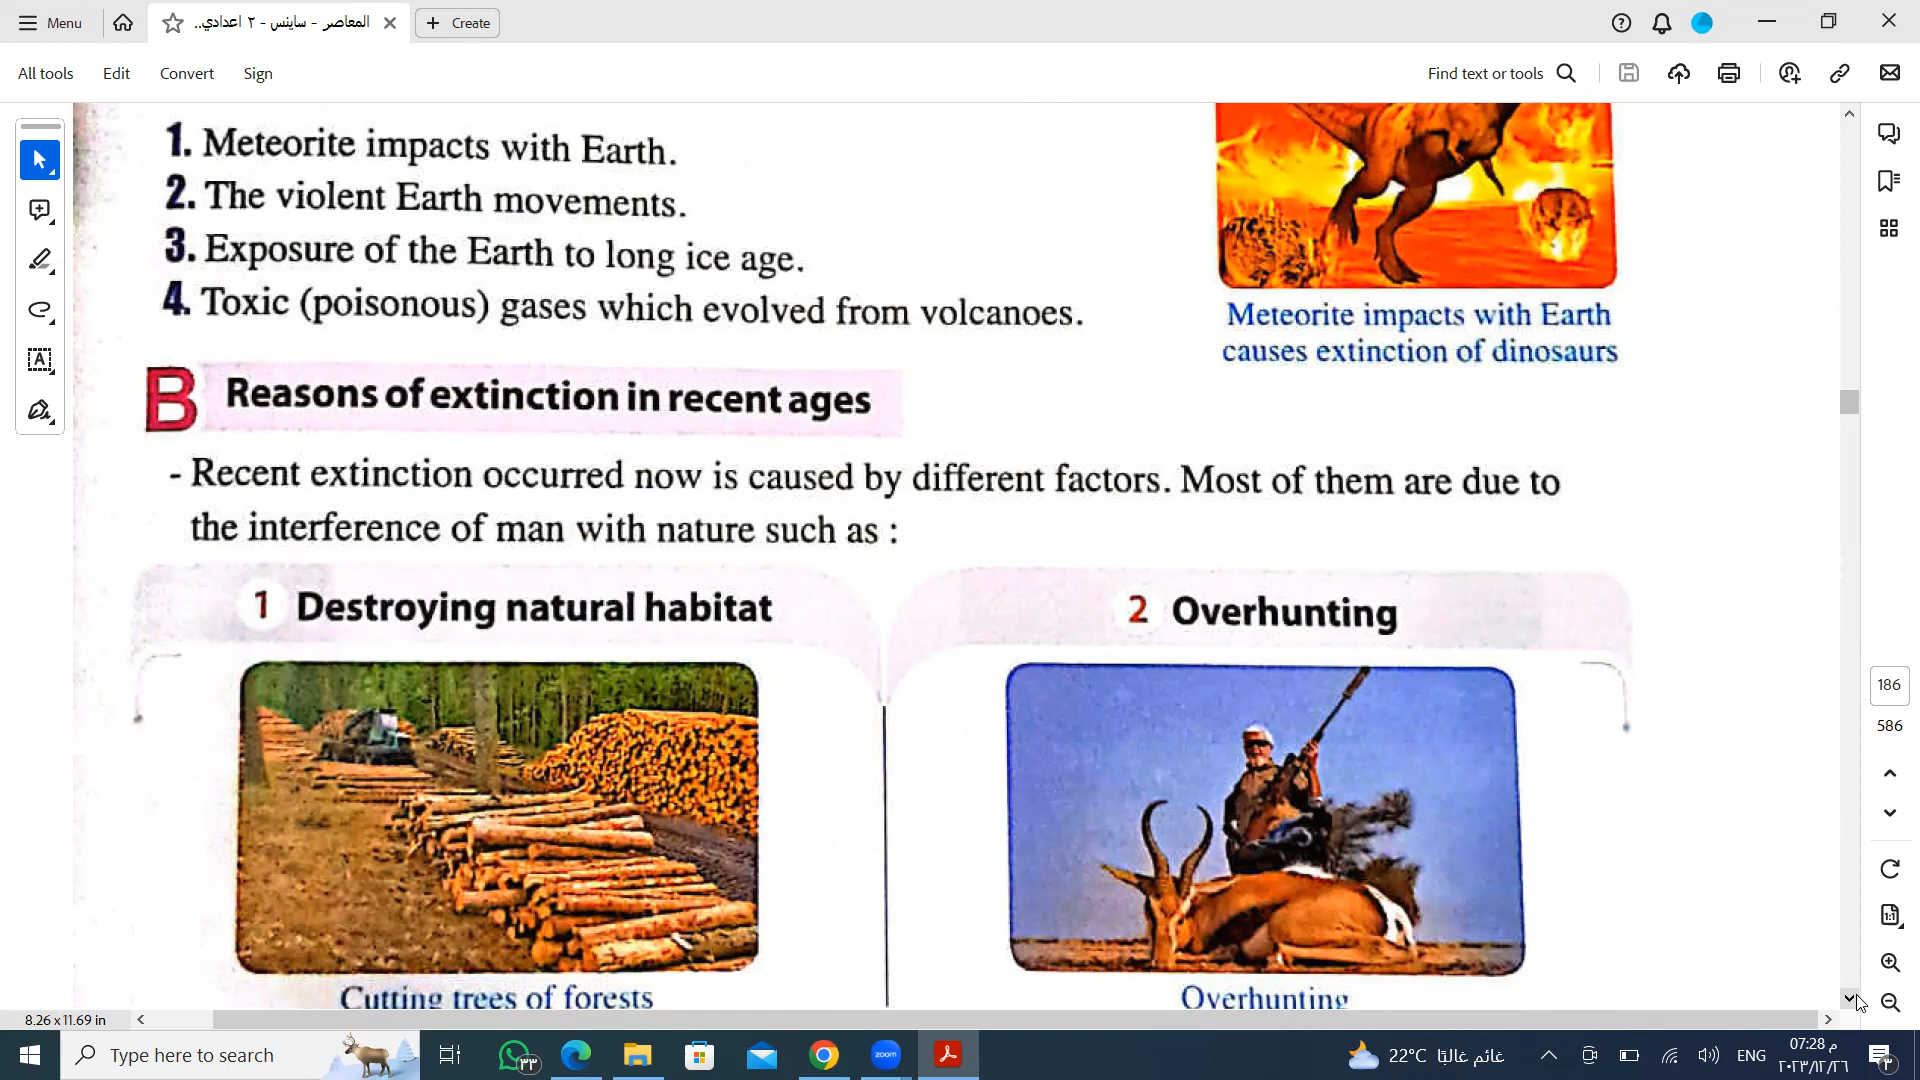 Menu
المعاصر - ساينس - ٢ اعدادي..
Create
All tools
Edit
Convert
Sign
Find text or tools
1. Meteorite impacts with Earth.
2. The violent Earth movements.
3. Exposure of the Earth to long ice age.
4. Toxic (poisonous) gases which evolved from volcanoes.
Meteorite impacts with Earth
causes extinction of dinosaurs
B Reasons of extinction in recent ages
- Recent extinction occurred now is caused by different factors. Most of them are due to
the interference of man with nature such as :
1 Destroying natural habitat
2 Overhunting
Cutting trees of forests
Overhunting
186
586
1:1
8.26 x 11.69 in
Type here to search
٣٣
zoom
22°C غائم غالبًا
ENG
07:28 م
٢٠٢٣/١٢/٢٦
٣